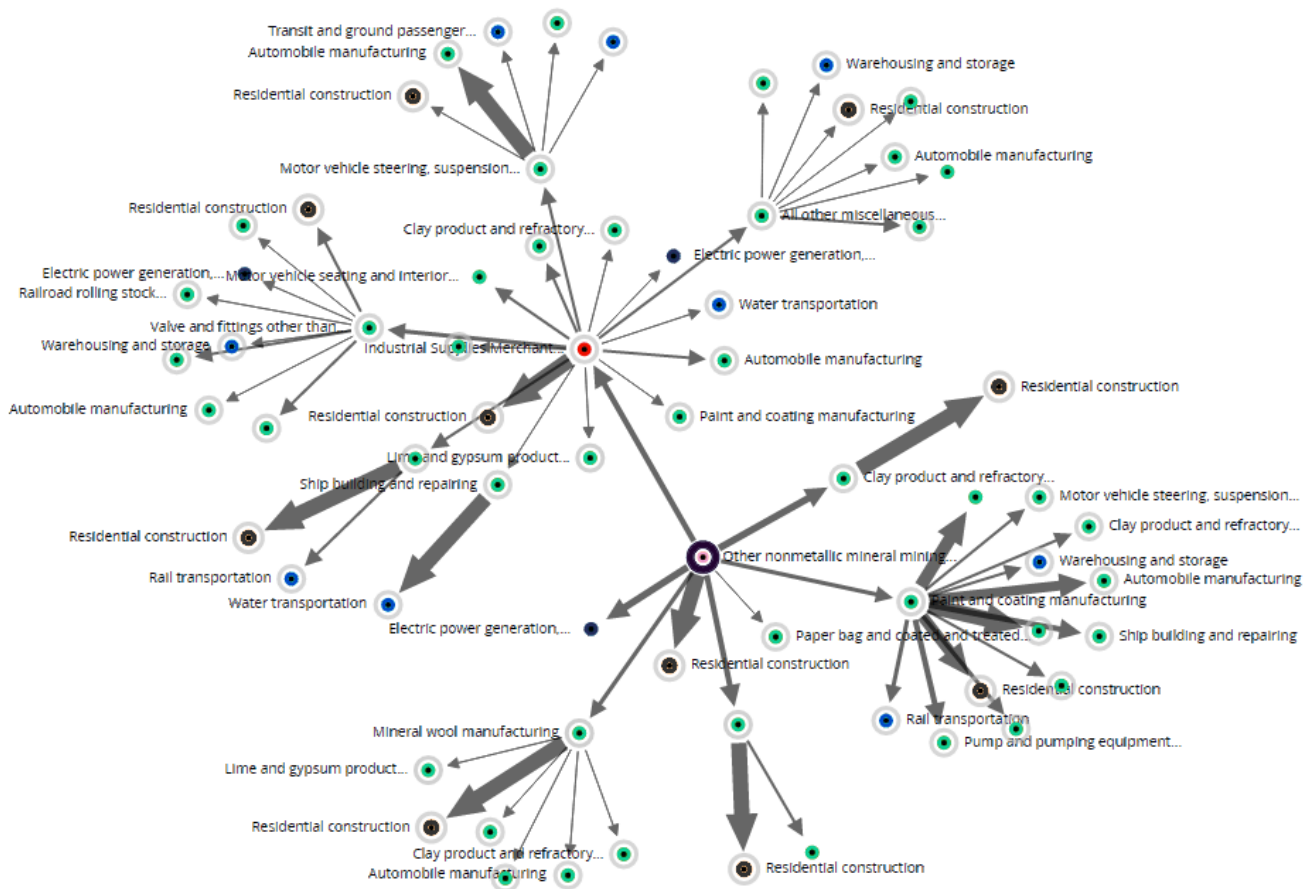 Transit and ground passenger...
Automobile manufacturing
Warehousing and storage
Residential construction
Residential construction
Automobile manufacturing
Motor vehicle steering, suspension...
Residential construction
All other miscellaneous...
Clay product and refractory...
Electric power generation,...
Electric power generation,...
Motor vehicle seating and interior...
Railroad rolling stock...
Water transportation
Valve and fittings other than...
Warehousing and storage
Industrial Supplies Merchant...
Automobile manufacturing
Residential construction
Automobile manufacturing
Residential construction
Paint and coating manufacturing
Lime and gypsum product...
Clay product and refractory...
Ship building and repairing
Motor vehicle steering, suspension...
Clay product and refractory...
Residential construction
Other nonmetallic mineral mining...
Warehousing and storage
Rail transportation
Automobile manufacturing
Water transportation
Paint and coating manufacturing
Electric power generation,...
Paper bag and coated and treated...
Ship building and repairing
Residential construction
Residential construction
Rail transportation
Mineral wool manufacturing
Pump and pumping equipment...
Lime and gypsum product...
Residential construction
Clay product and refractory...
Automobile manufacturing
Residential construction